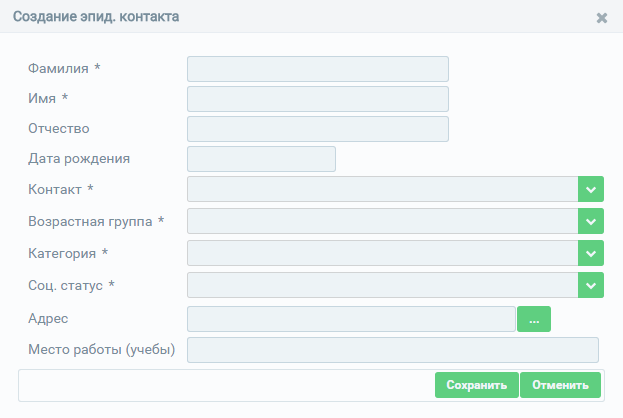 Создание эпид. контакта
Фамилия *
Имя *
Отчество
Дата рождения
Контакт *
Возрастная группа *
Категория *
Соц. статус *
Адрес ...
Место работы (учебы)
Сохранить Отменить